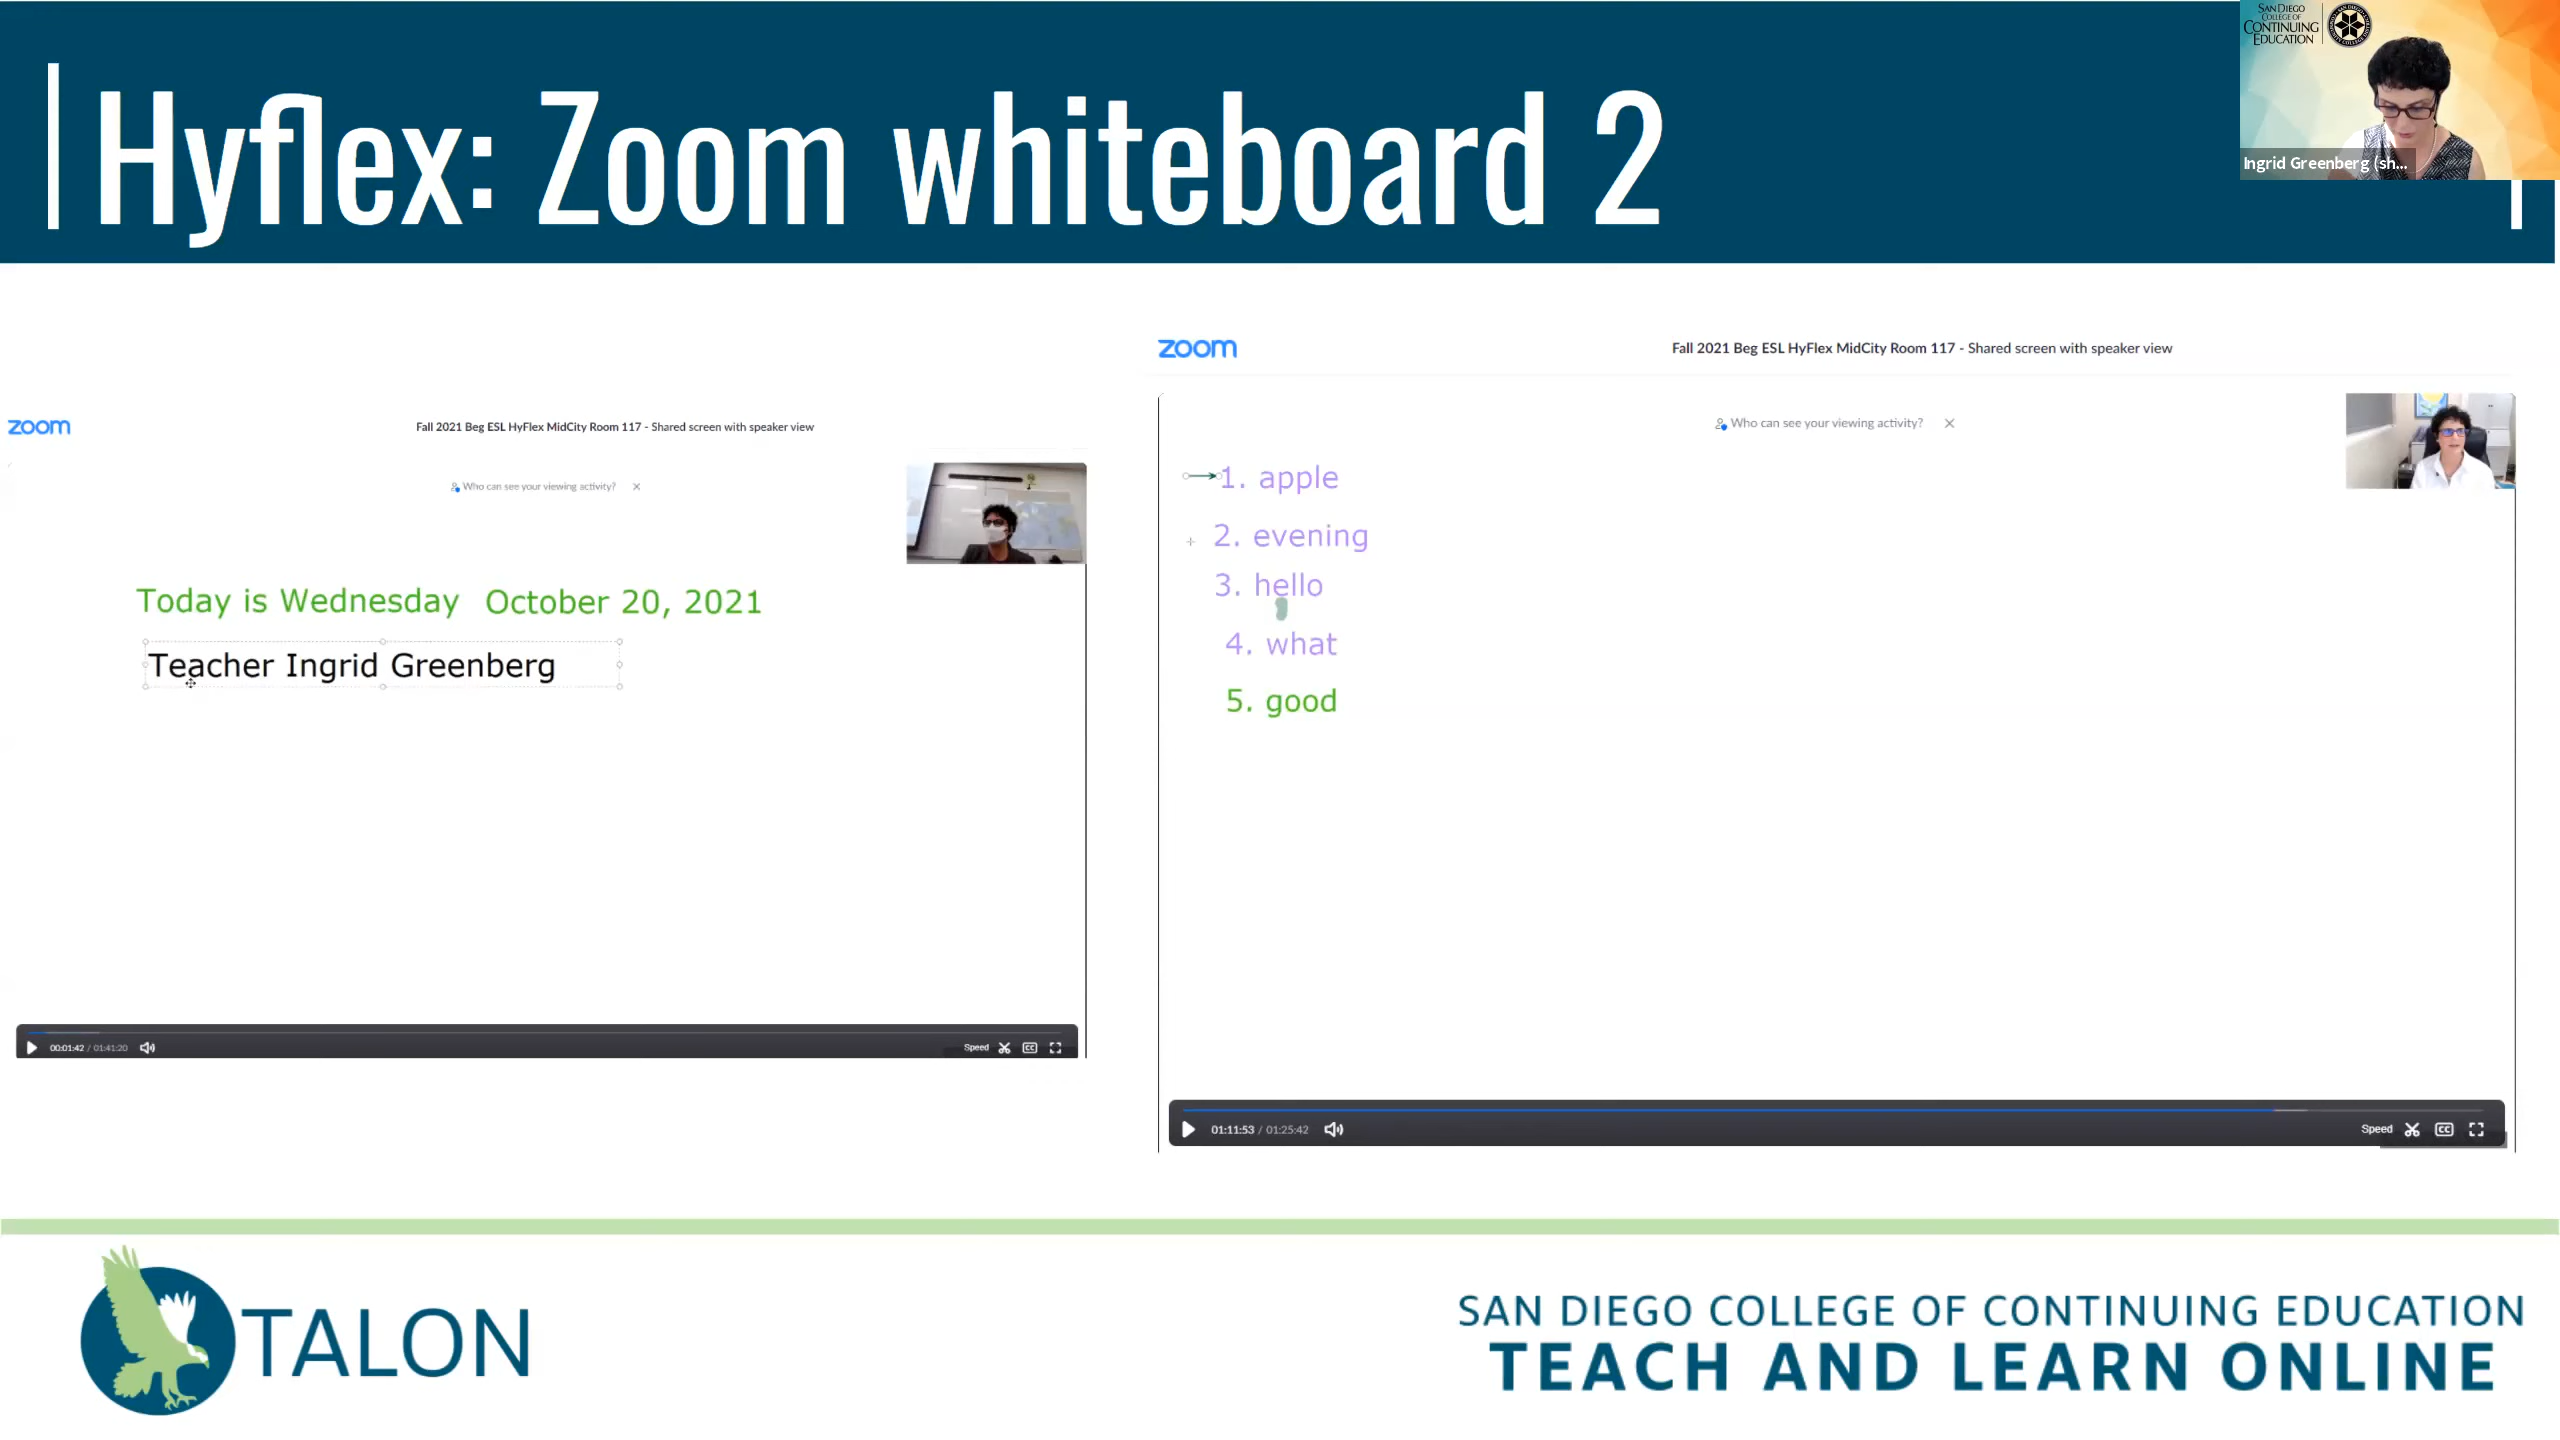 Hyflex: Zoom whiteboard 2
SAN DIEGO
COLLEGE OF
CONTINUING
EDUCATION
Ingrid Greenberg (sh...
zoom
Fall 2021 Beg ESL HyFlex MidCity Room 117 - Shared screen with speaker view
Who can see your viewing activity?
Today is Wednesday October 20, 2021
Teacher Ingrid Greenberg
00:01:42 / 01:41:20
Speed
CC
zoom
Fall 2021 Beg ESL HyFlex MidCity Room 117 - Shared screen with speaker view
Who can see your viewing activity?
1. apple
2. evening
3. hello
4. what
5. good
01:11:53 / 01:25:42
Speed
CC
TALON
SAN DIEGO COLLEGE OF CONTINUING EDUCATION
TEACH AND LEARN ONLINE